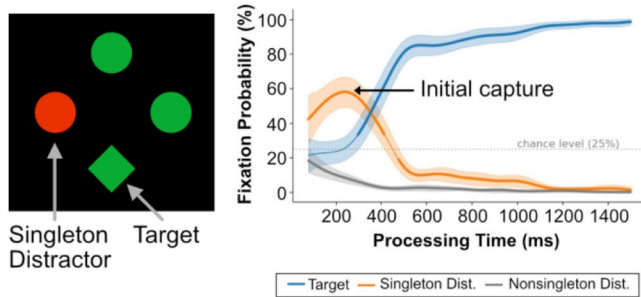 Singleton
Distractor
Target
Fixation Probability (%)
100
80
60
40
20
0
Initial capture
chance level (25%)
200 400 600 800 1000 1200 1400
Processing Time (ms)
Target Singleton Dist. Nonsingleton Dist.